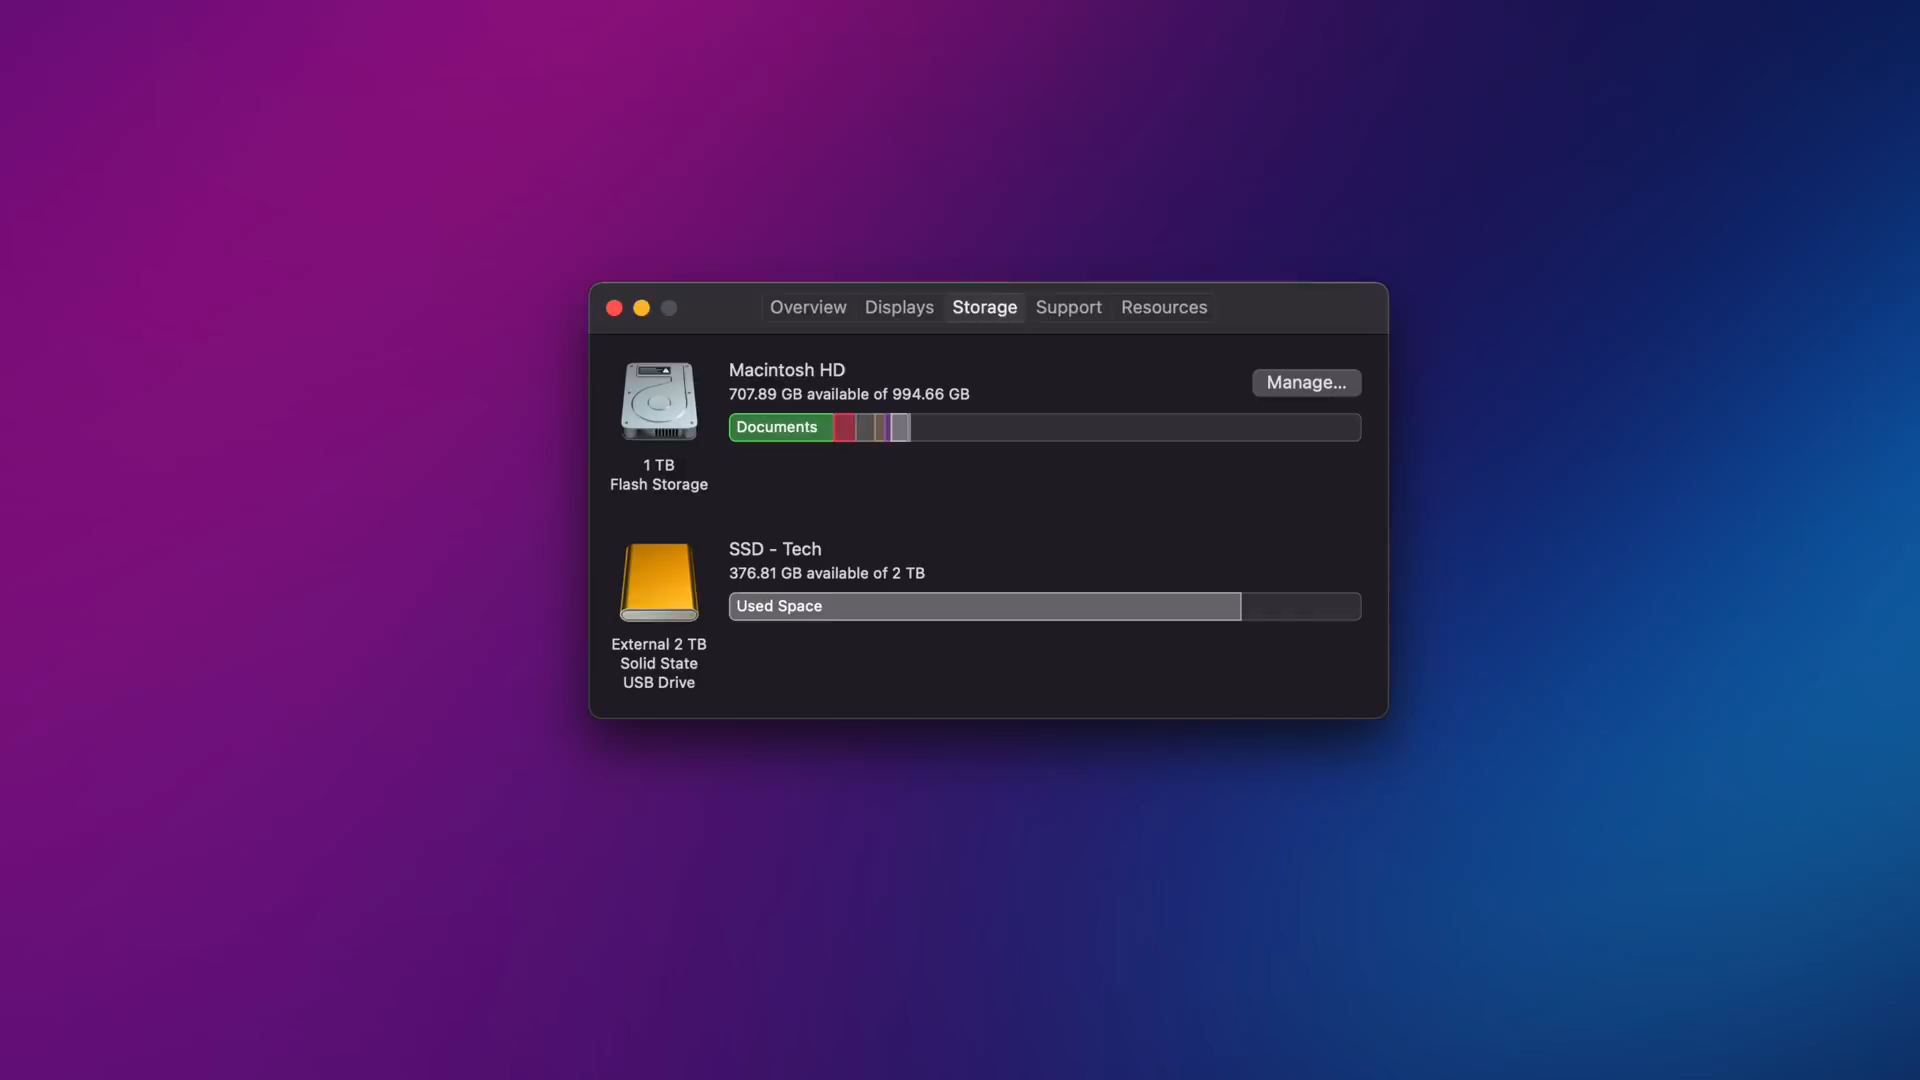 Overview Displays Storage Support Resources
Macintosh HD
707.89 GB available of 994.66 GB
Manage...
Documents
1 TB
Flash Storage
SSD - Tech
376.81 GB available of 2 TB
Used Space
External 2 TB
Solid State
USB Drive